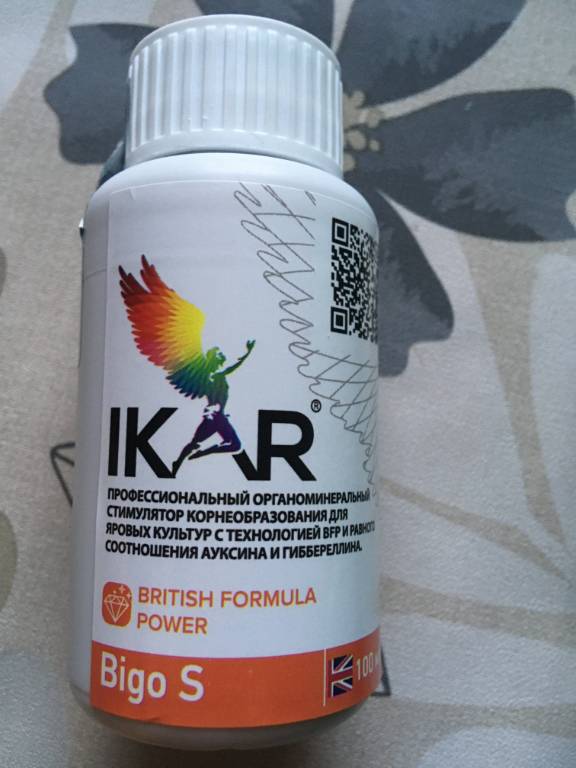 IKAR®
ПРОФЕССИОНАЛЬНЫЙ ОРГАНОМИНЕРАЛЬНЫЙ
СТИМУЛЯТОР КОРНЕОБРАЗОВАНИЯ ДЛЯ
ЯРОВЫХ КУЛЬТУР С ТЕХНОЛОГИЕЙ BFP И РАВНОГО
СООТНОШЕНИЯ АУКСИНА И ГИББЕРЕЛЛИНА.
BRITISH FORMULA
POWER
Bigo S
100